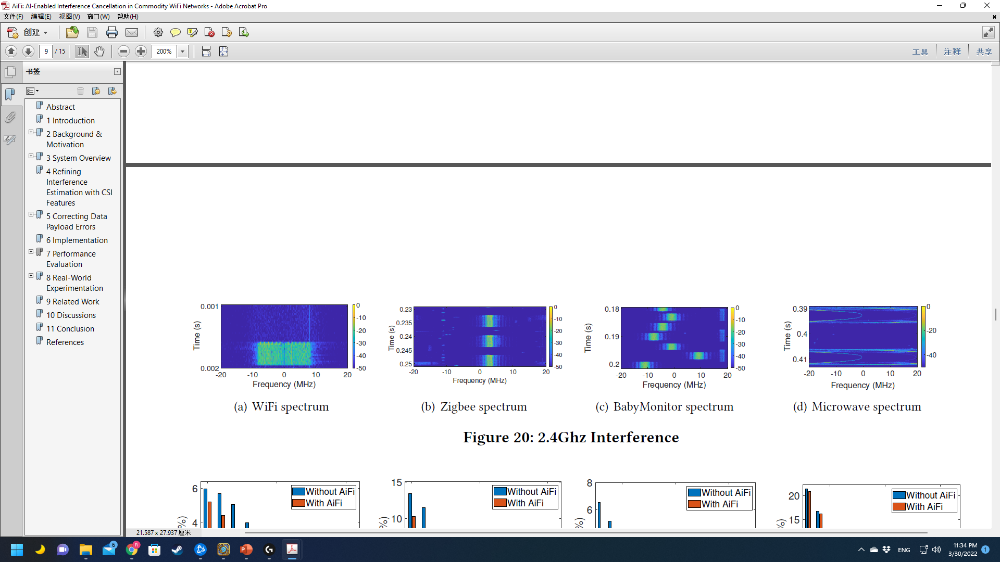 AiFi: AI-Enabled Interference Cancellation in Commodity WiFi Networks - Adobe Acrobat Pro
文件(F) 编辑(E) 视图(V) 窗口(W) 帮助(H)
创建
9 / 15 200% 工具 注释 共享
书签
Abstract
1 Introduction
2 Background &
Motivation
3 System Overview
4 Refining
Interference
Estimation with CSI
Features
5 Correcting Data
Payload Errors
6 Implementation
7 Performance
Evaluation
8 Real-World
Experimentation
9 Related Work
10 Discussions
11 Conclusion
References
0.001
0.002
Time (s)
-20 -10 0 10 20
Frequency (MHz)
0
-10
-20
-30
-40
-50
(a) WiFi spectrum
0.23
0.235
0.24
0.245
0.25
Time (s)
-20 -10 0 10 20
Frequency (MHz)
0
-10
-20
-30
-40
-50
(b) Zigbee spectrum
0.18
0.19
0.2
Time (s)
-20 -10 0 10 20
Frequency (MHz)
0
-10
-20
-30
-40
-50
(c) BabyMonitor spectrum
0.39
0.4
0.41
Time (s)
-20 -10 0 10 20
Frequency (MHz)
0
-20
-40
(d) Microwave spectrum
Figure 20: 2.4Ghz Interference
6
4
%)
Without AiFi
With AiFi
15
10
%)
Without AiFi
With AiFi
8
6
%)
Without AiFi
With AiFi
20
15
%)
Without AiFi
With AiFi
21.587 x 27.937 厘米
6
R
ENG
11:34 PM
3/30/2022
1